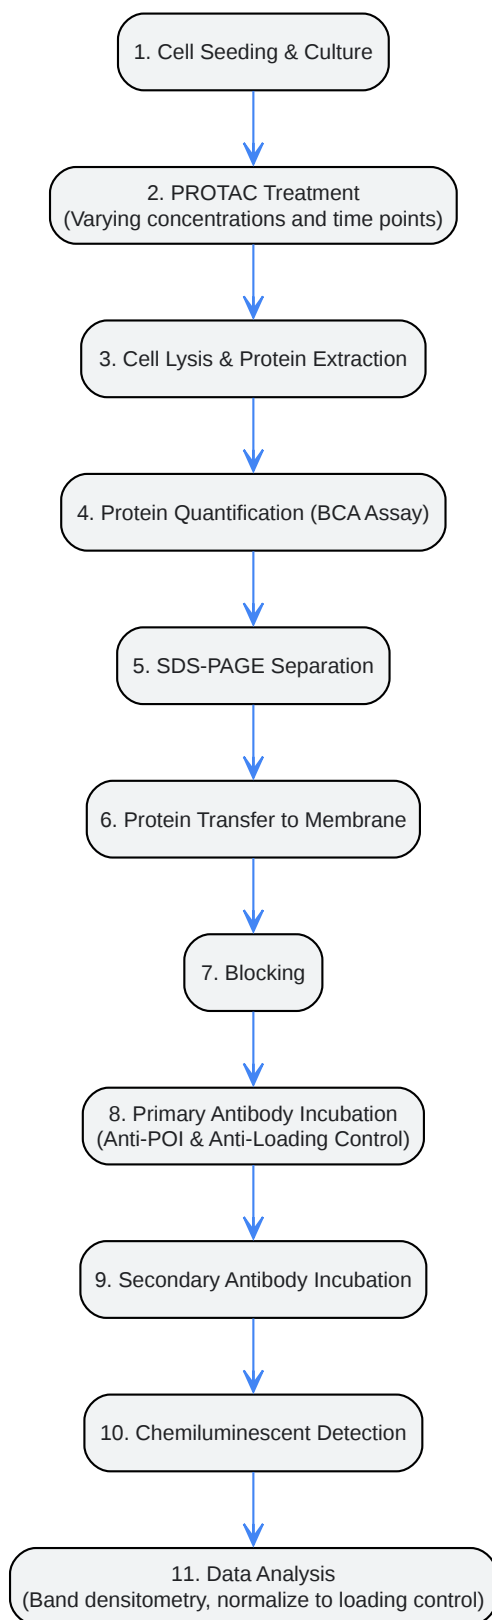 1. Cell Seeding & Culture
2. PROTAC Treatment
(Varying concentrations and time points)
3. Cell Lysis & Protein Extraction
4. Protein Quantification (BCA Assay)
5. SDS-PAGE Separation
6. Protein Transfer to Membrane
7. Blocking
8. Primary Antibody Incubation
(Anti-POI & Anti-Loading Control)
9. Secondary Antibody Incubation
10. Chemiluminescent Detection
11. Data Analysis
(Band densitometry, normalize to loading control)